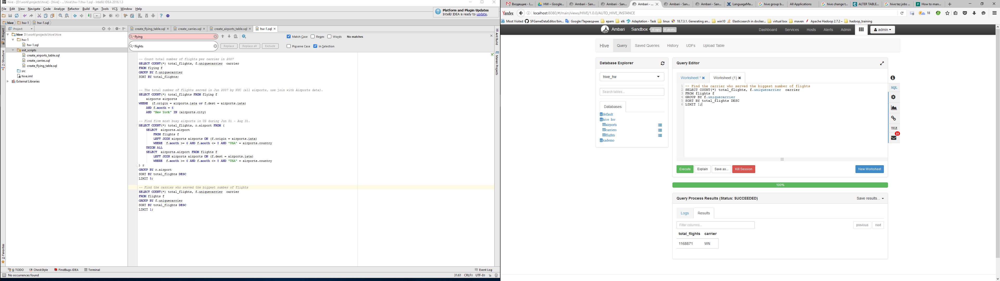 hive - [D:\work\projects\hive] - [hive] - ...\hive\hw-1\hw-1.sql - IntelliJ IDEA 2016.1.3
File Edit View Navigate Code Analyze Refactor Build Run Tools VCS Window Help
Platform and Plugin Updates
IntelliJ IDEA is ready to update.
hive hw-1 hw-1.sql
Project
create_flying_table.sql create_carries.sql create_airports_table.sql hw-1.sql
1: Project
7: Structure
2: Favorites
hive D:\work\projects\hive\hive
hw-1
hw-1.sql
init_scripts
create_airports_table.sql
create_carries.sql
create_flying_table.sql
src
hive.iml
External Libraries
flying
Match Case Regex Words No matches
flights
Replace Replace all Exclude Preserve Case In Selection
Ant Build
Maven Projects
-- Count total number of flights per carrier in 2007
SELECT COUNT(*) total_flights, f.uniquecarrier carrier
FROM flying f
GROUP BY f.uniquecarrier
SORT BY total_flights;
-- The total number of flights served in Jun 2007 by NYC (all airports, use join with Airports data).
SELECT COUNT(*) total_flights FROM flying f
airports airports
WHERE (f.origin = airports.iata or f.dest = airports.iata)
AND f.month = 6
AND "New York" IN (airports.city)
-- Find five most busy airports in US during Jun 01 - Aug 31.
SELECT COUNT(*) total_flights, r.airport FROM (
SELECT airports.airport
FROM flights f
LEFT JOIN airports airports ON (f.origin = airports.iata)
WHERE f.month >= 6 AND f.month <= 8 AND "USA" = airports.country
UNION ALL
SELECT airports.airport FROM flights f
LEFT JOIN airports airports ON (f.dest = airports.iata)
WHERE f.month >= 6 AND f.month <= 8 AND "USA" = airports.country
) r
GROUP BY r.airport
SORT BY total_flights DESC
LIMIT 5;
-- Find the carrier who served the biggest number of flights
SELECT COUNT(*) total_flights, f.uniquecarrier carrier
FROM flights f
GROUP BY f.uniquecarrier
SORT BY total_flights DESC
LIMIT 1;
6: TODO CheckStyle FindBugs-IDEA Terminal Event Log
No occurrences found 31:61 CRLF UTF-8
Входящие - I... HW – Google... Ambari - San... Ambari - San... Ambari - ... Ambari - San... Ambari - San... LanguageMa... hive group b... All Applications hive change t... ALTER TABLE... hive tez jobs ... How to man...
Yandex localhost:8080/#/main/views/HIVE/1.0.0/AUTO_HIVE_INSTANCE 18
Most Visited SFGameDataEditor/bin... Google Переводчик epam elk Adaptation - Task linux 18.7.3.1. Generating an... win10 Elasticsearch in docker... virtual box maven Apache Hadoop 2.7.2 – hadoop_training
Ambari Sandbox 0 ops 0 alerts Dashboard Services Hosts Alerts Admin admin
Hive Query Saved Queries History UDFs Upload Table
Database Explorer
hive_hw
Search tables...
Databases
default
hive_hw
airports
carriers
flights
xademo
Query Editor
Worksheet * Worksheet (1)
1 -- Find the carrier who served the biggest number of flights
2 SELECT COUNT(*) total_flights, f.uniquecarrier carrier
3 FROM flights f
4 GROUP BY f.uniquecarrier
5 SORT BY total_flights DESC
6 LIMIT 1;
SQL
TEZ
10
Execute Explain Save as... Kill Session New Worksheet
100%
Query Process Results (Status: SUCCEEDED) Save results...
Logs Results
Filter columns... previous next
total_flights carrier
1168871 WN